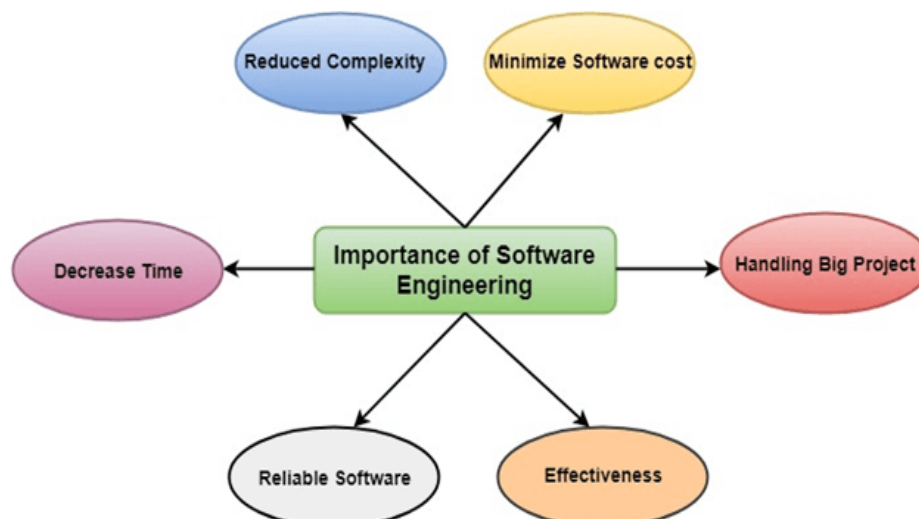 Reduced Complexity
Minimize Software cost
Decrease Time
Importance of Software
Engineering
Handling Big Project
Reliable Software
Effectiveness